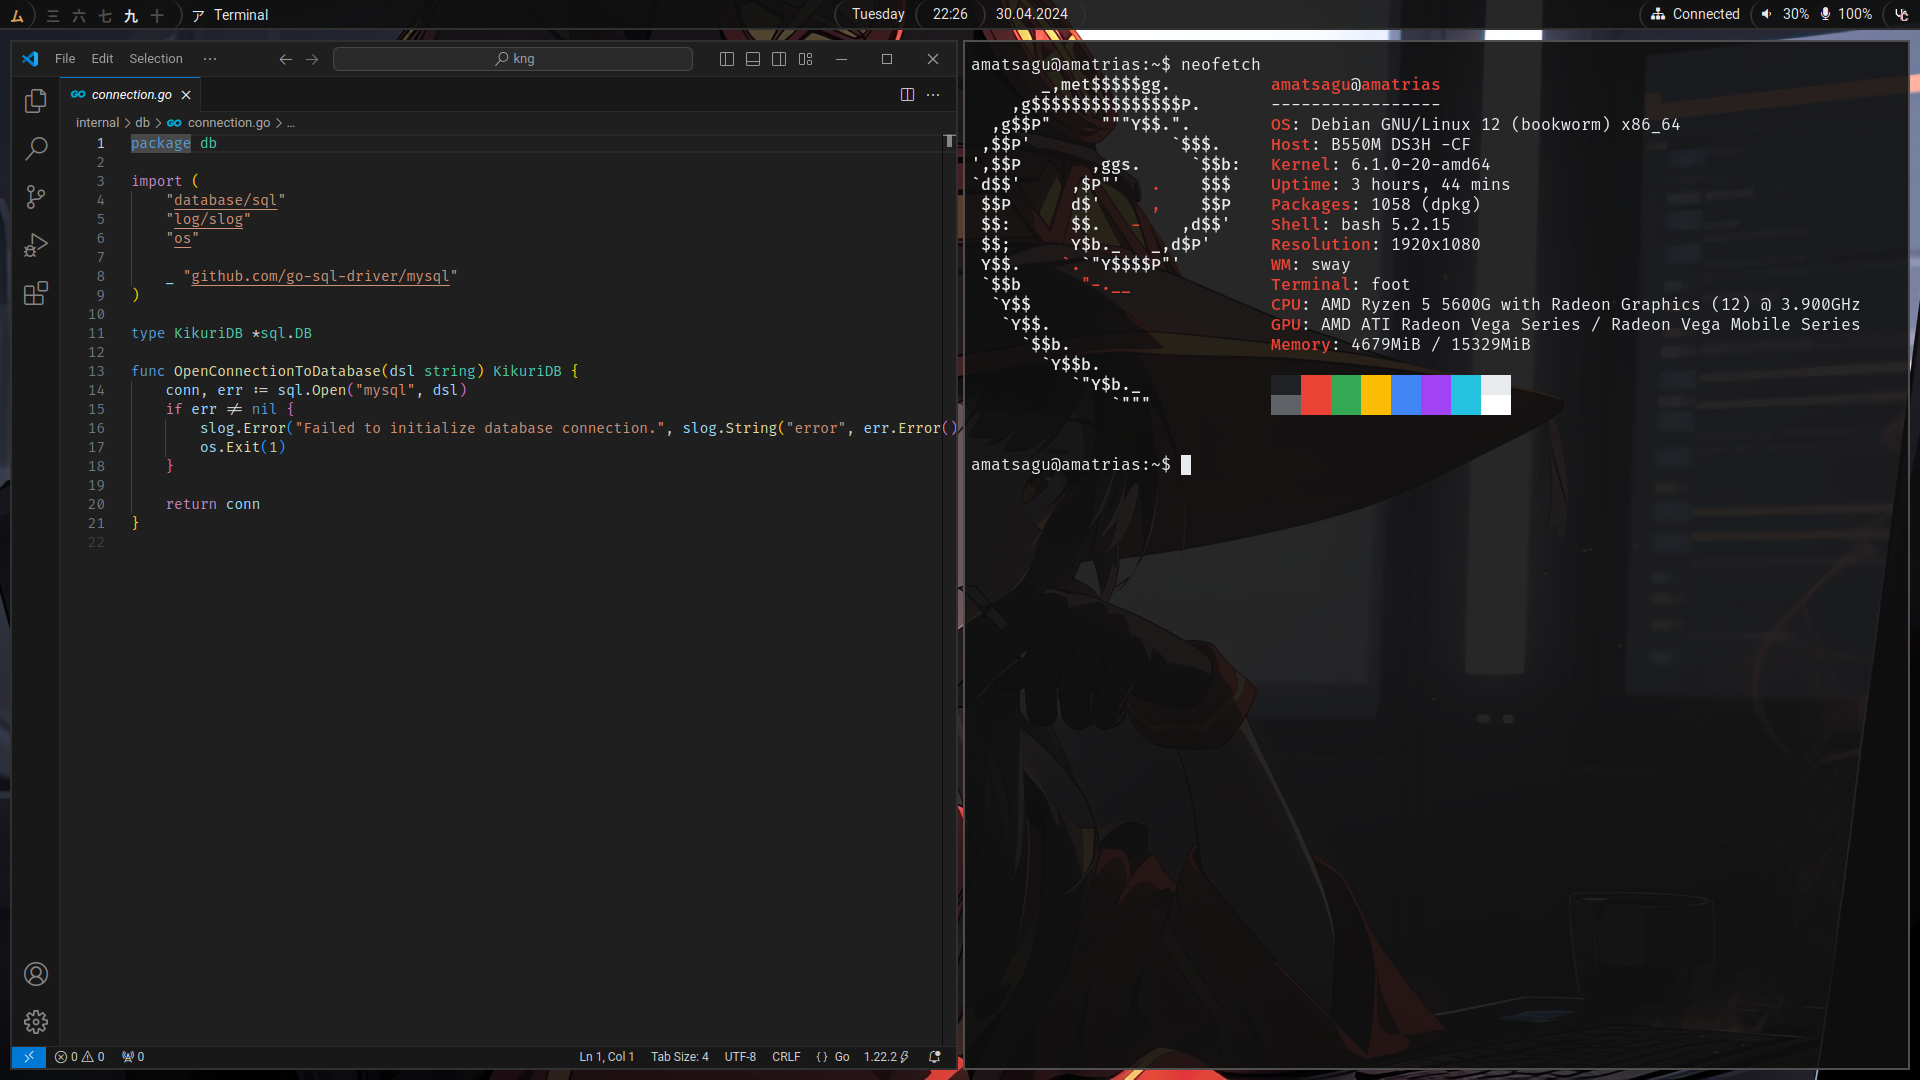 ム 三 六 七 九 十 ア Terminal
Tuesday 22:26 30.04.2024
Connected 30% 100%
File Edit Selection ···
kng
GO connection.go
internal > db > GO connection.go > ...
1 package db
2
3 import (
4 "database/sql"
5 "log/slog"
6 "os"
7
8 _ "github.com/go-sql-driver/mysql"
9 )
10
11 type KikuriDB *sql.DB
12
13 func OpenConnectionToDatabase(dsl string) KikuriDB {
14 conn, err := sql.Open("mysql", dsl)
15 if err != nil {
16 slog.Error("Failed to initialize database connection.", slog.String("error", err.Error()
17 os.Exit(1)
18 }
19
20 return conn
21 }
22
0 0 0
Ln 1, Col 1 Tab Size: 4 UTF-8 CRLF {} Go 1.22.2
amatsagu@amatrias:~$ neofetch
_,met$$$$$gg.
,g$$$$$$$$$$$$$$$P.
,g$$P" """Y$$.".
,$$P' `$$$.
',$$P ,ggs. `$$b:
`d$$' ,$P"' . $$$
$$P d$' , $$P
$$: $$. - ,d$$'
$$; Y$b._ _,d$P'
Y$$. `.`"Y$$$$P"'
`$$b "-.__
`Y$$
`Y$$.
`$$b.
`Y$$b.
`"Y$b._
`"""
amatsagu@amatrias
-----------------
OS: Debian GNU/Linux 12 (bookworm) x86_64
Host: B550M DS3H -CF
Kernel: 6.1.0-20-amd64
Uptime: 3 hours, 44 mins
Packages: 1058 (dpkg)
Shell: bash 5.2.15
Resolution: 1920x1080
WM: sway
Terminal: foot
CPU: AMD Ryzen 5 5600G with Radeon Graphics (12) @ 3.900GHz
GPU: AMD ATI Radeon Vega Series / Radeon Vega Mobile Series
Memory: 4679MiB / 15329MiB
amatsagu@amatrias:~$